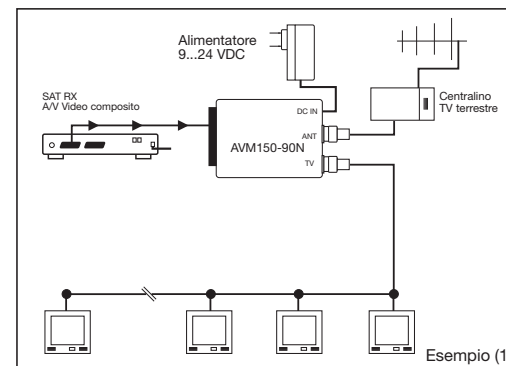 Alimentatore
9...24 VDC
SAT RX
A/V Video composito
DC IN
ANT
AVM150-90N
TV
Centralino
TV terrestre
Esempio (1